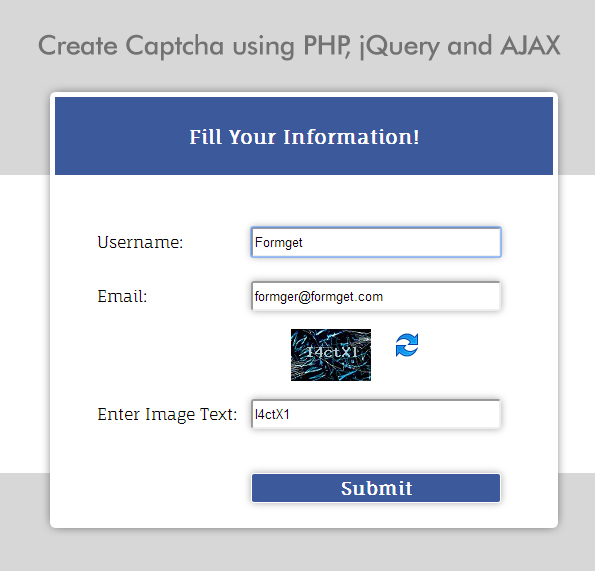 Create Captcha using PHP, jQuery and AJAX
Fill Your Information!
Username: Formget
Email: formger@formget.com
I4ctX1
Enter Image Text: I4ctX1
Submit